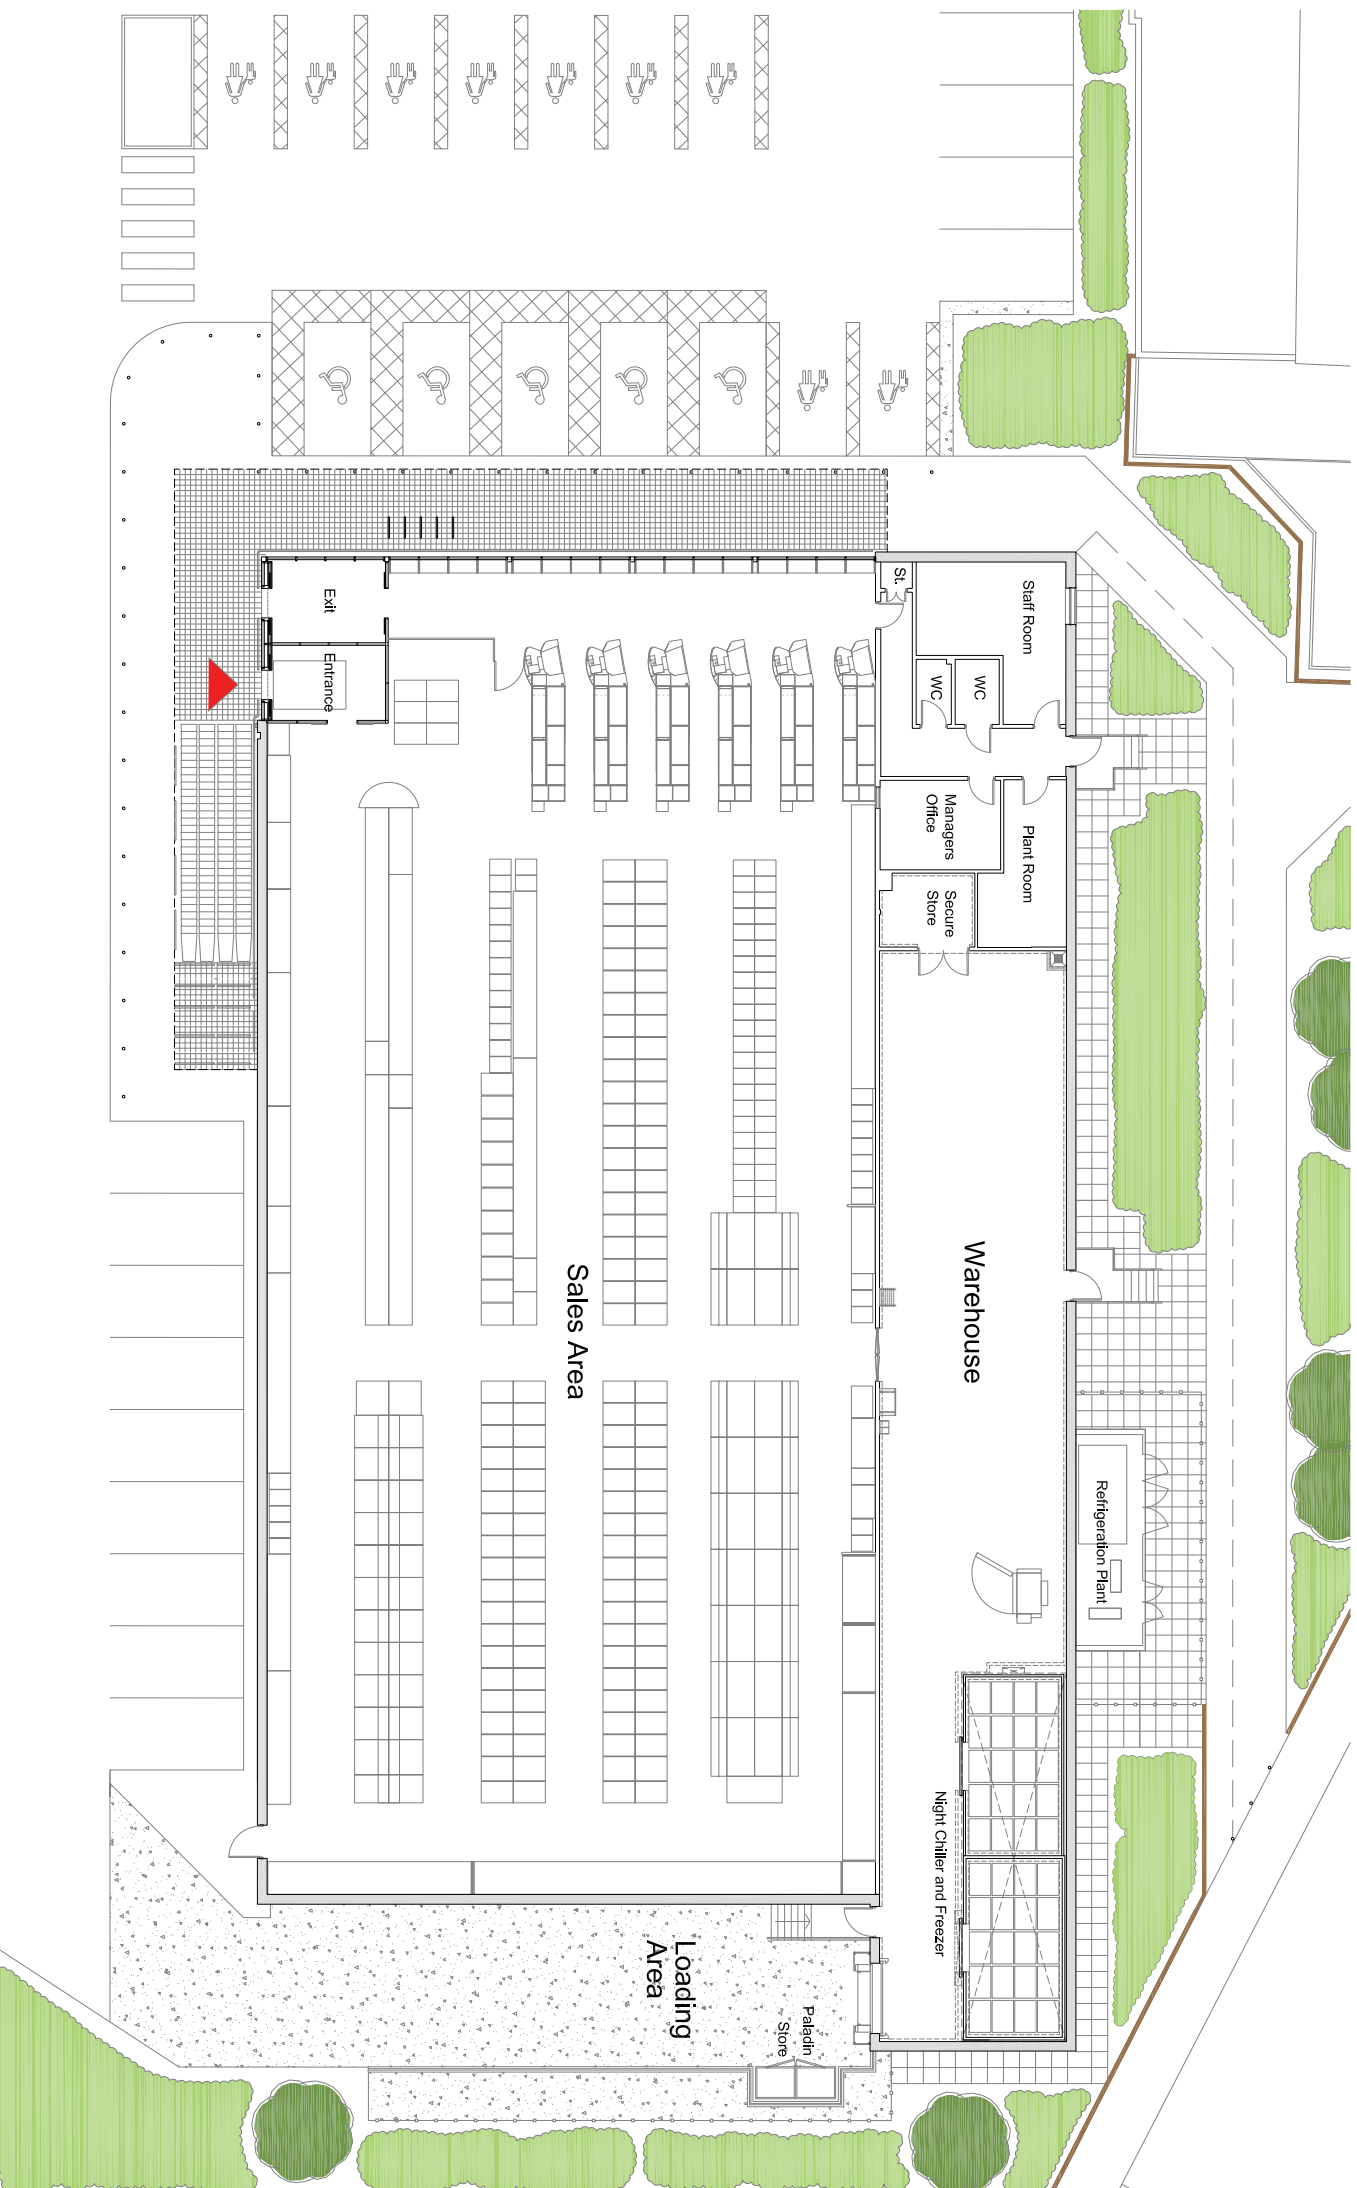 Exit
Entrance
St.
Staff Room
WC
WC
Managers
Office
Plant Room
Secure
Store
Warehouse
Sales Area
Refrigeration Plant
Night Chiller and Freezer
Loading
Area
Paladin
Store